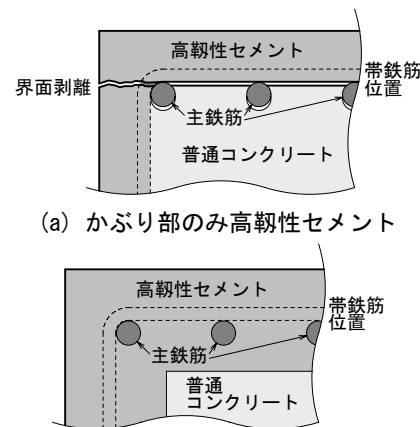 高靱性セメント
界面剥離
帯鉄筋
位置
主鉄筋
普通コンクリート
(a) かぶり部のみ高靱性セメント
高靱性セメント
帯鉄筋
位置
主鉄筋
普通
コンクリート